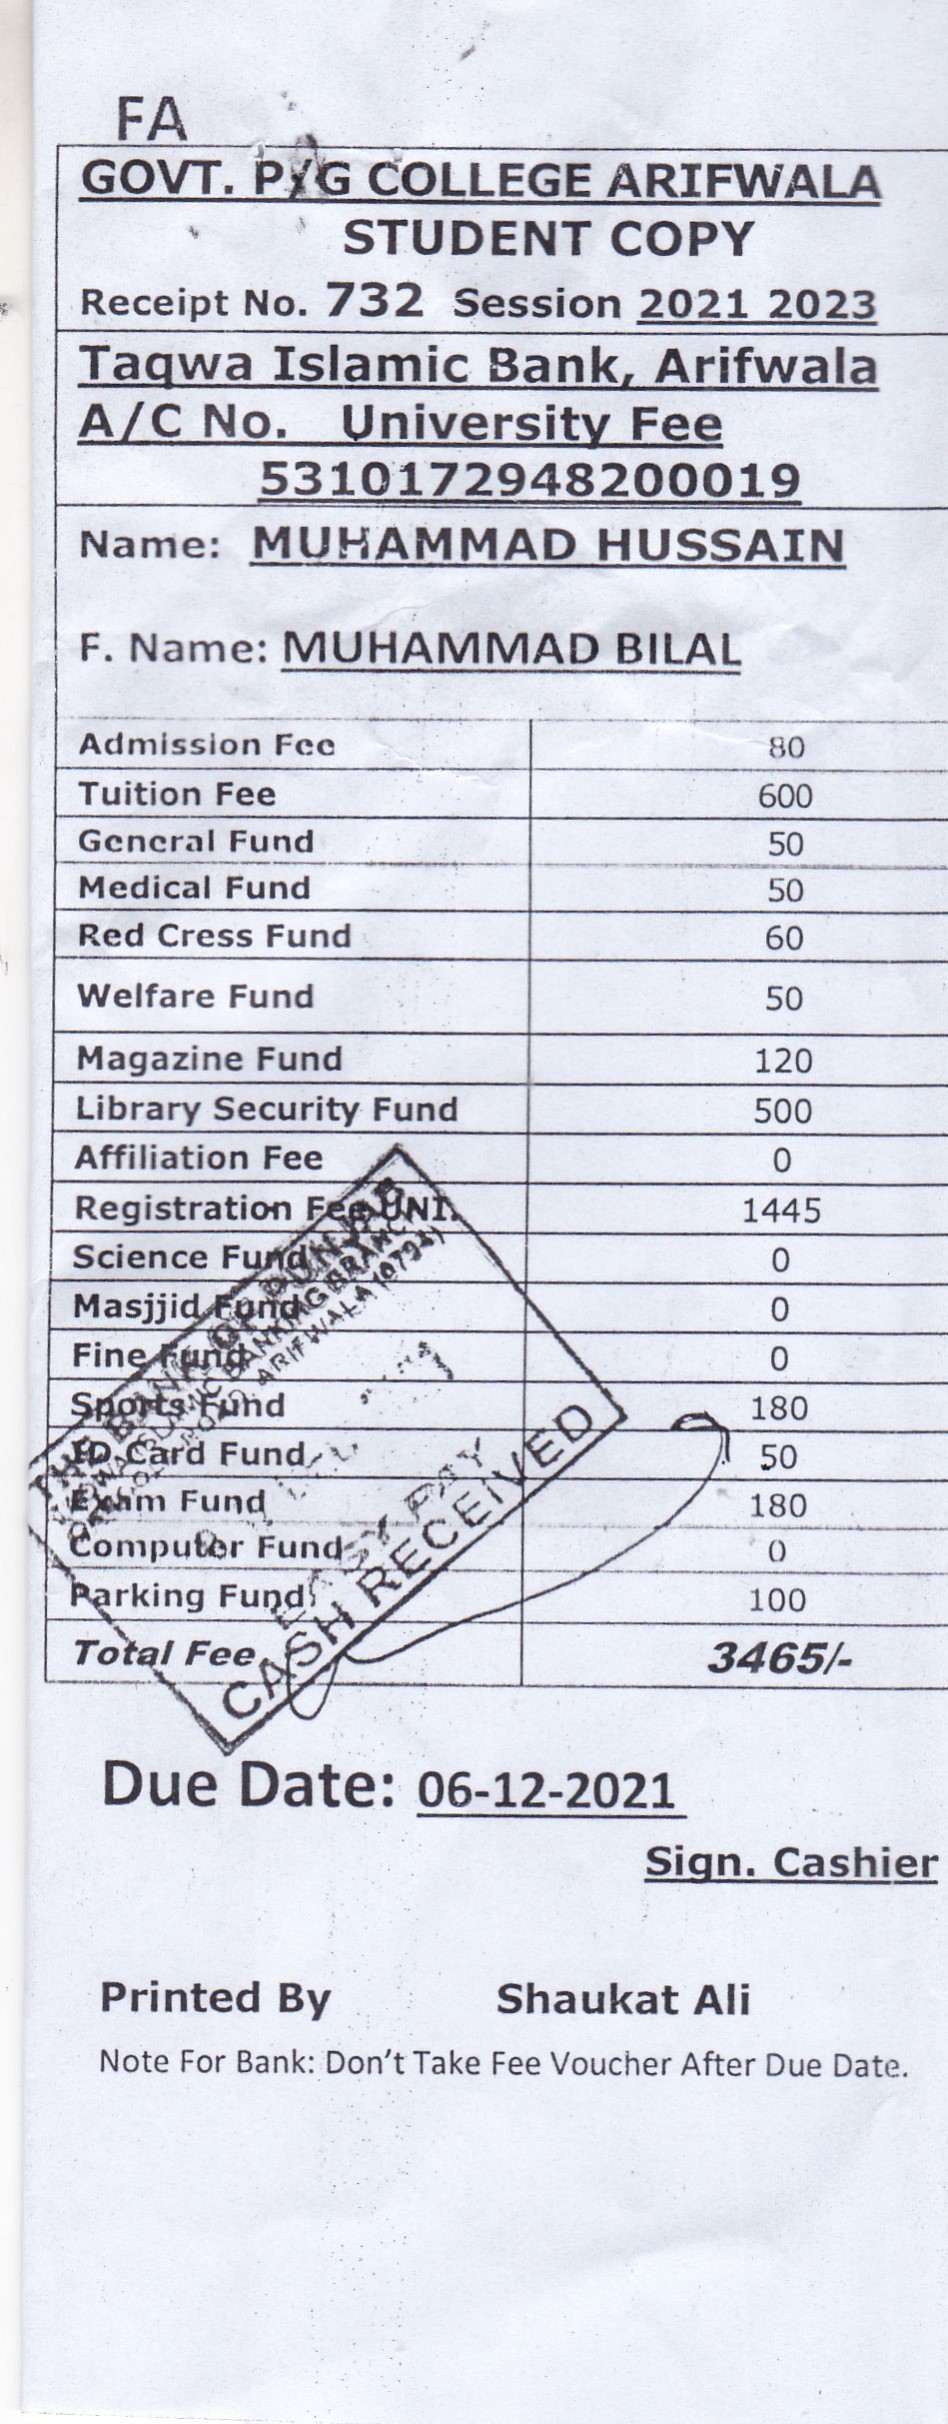 FA
GOVT. P/G COLLEGE ARIFWALA
STUDENT COPY
Receipt No. 732 Session 2021 2023
Taqwa Islamic Bank, Arifwala
A/C No. University Fee
5310172948200019
Name: MUHAMMAD HUSSAIN
F. Name: MUHAMMAD BILAL
Admission Fee 80
Tuition Fee 600
General Fund 50
Medical Fund 50
Red Cress Fund 60
Welfare Fund 50
Magazine Fund 120
Library Security Fund 500
Affiliation Fee 0
Registration Fee UNI. 1445
Science Fund 0
Masjjid Fund 0
Fine Fund 0
Sports Fund 180
ID Card Fund 50
Exam Fund 180
Computer Fund 0
Parking Fund 100
Total Fee 3465/-
THE BANK OF PUNJAB
ISLAMIC BANKING BRANCH
ARIFWALA
CASH RECEIVED
Due Date: 06-12-2021
Sign. Cashier
Printed By Shaukat Ali
Note For Bank: Don't Take Fee Voucher After Due Date.